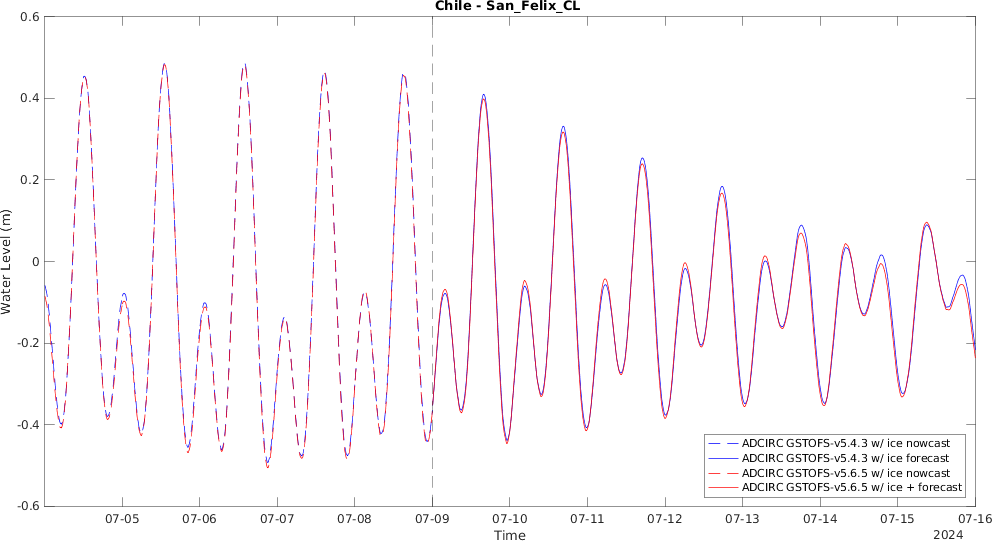 Chile - San_Felix_CL
0.6
0.4
0.2
0
-0.2
-0.4
-0.6
Water Level (m)
ADCIRC GSTOFS-v5.4.3 w/ ice nowcast
ADCIRC GSTOFS-v5.4.3 w/ ice forecast
ADCIRC GSTOFS-v5.6.5 w/ ice nowcast
ADCIRC GSTOFS-v5.6.5 w/ ice + forecast
07-05 07-06 07-07 07-08 07-09 07-10 07-11 07-12 07-13 07-14 07-15 07-16
Time
2024